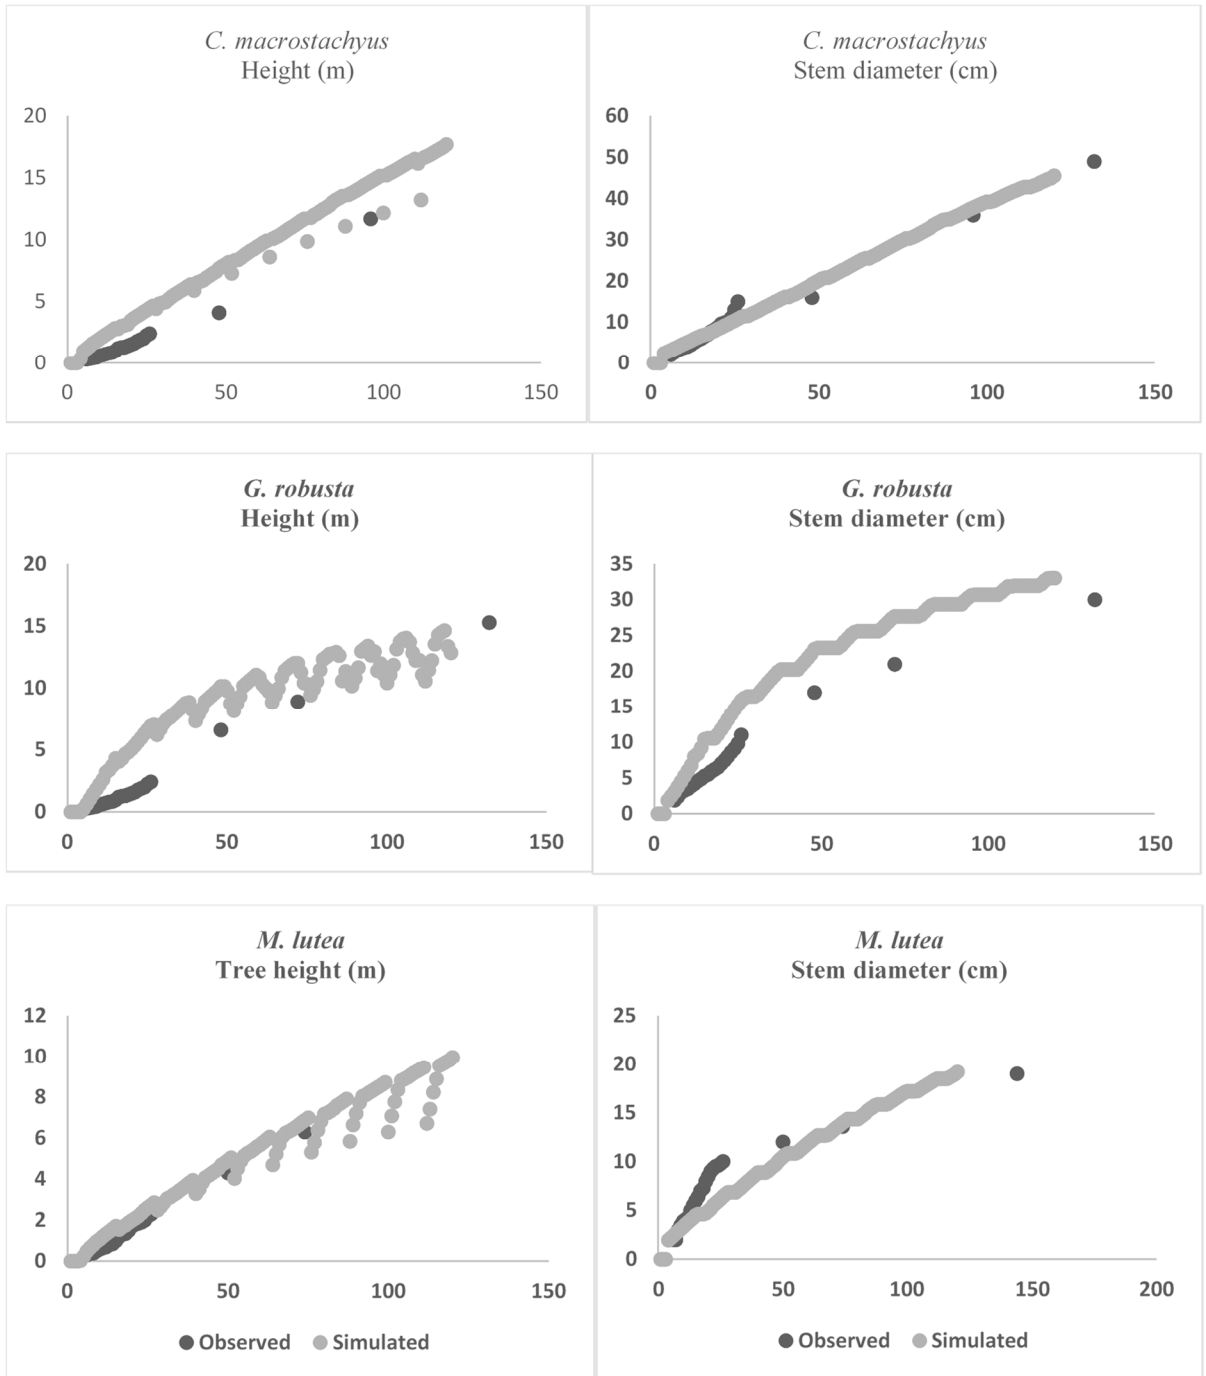 C. macrostachyus
Height (m)
20
15
10
5
0
0 50 100 150
C. macrostachyus
Stem diameter (cm)
60
50
40
30
20
10
0
0 50 100 150
G. robusta
Height (m)
20
15
10
5
0
0 50 100 150
G. robusta
Stem diameter (cm)
35
30
25
20
15
10
5
0
0 50 100 150
M. lutea
Tree height (m)
12
10
8
6
4
2
0
0 50 100 150
Observed Simulated
M. lutea
Stem diameter (cm)
25
20
15
10
5
0
0 50 100 150 200
Observed Simulated